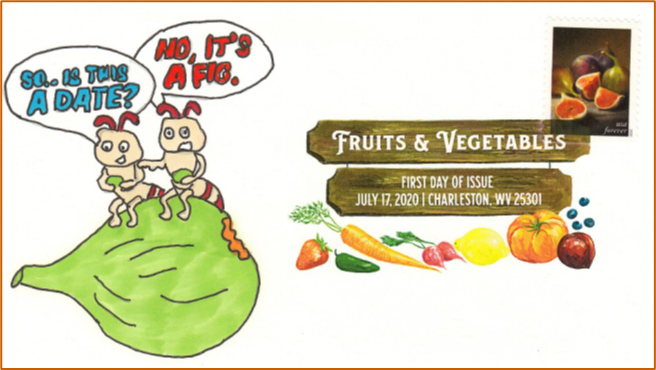 SO.. IS THIS
A DATE?
NO, IT'S
A FIG.
USA
forever
FRUITS & VEGETABLES
FIRST DAY OF ISSUE
JULY 17, 2020 | CHARLESTON, WV 25301